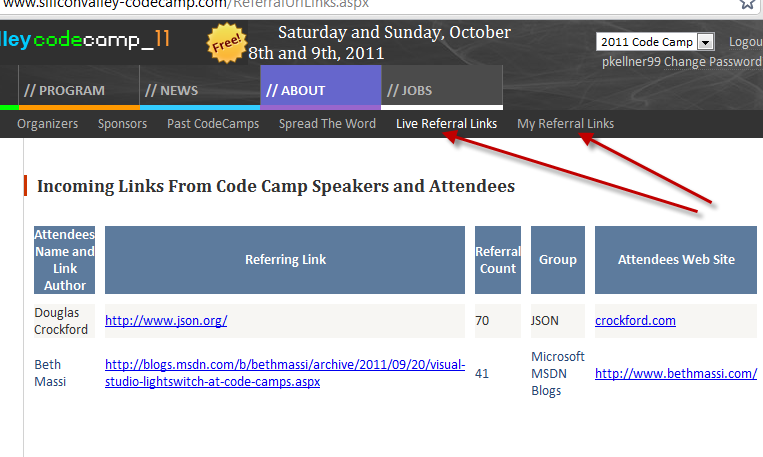 www.siliconvalley-codecamp.com/ReferralUrlLinks.aspx
lley codecamp_11
Free!
Saturday and Sunday, October
8th and 9th, 2011
2011 Code Camp
Logou
pkellner99 Change Password
// PROGRAM
// NEWS
// ABOUT
// JOBS
Organizers Sponsors Past CodeCamps Spread The Word Live Referral Links My Referral Links
Incoming Links From Code Camp Speakers and Attendees
Attendees
Name and
Link
Author
Referring Link
Referral
Count
Group
Attendees Web Site
Douglas
Crockford
http://www.json.org/
70
JSON
crockford.com
Beth
Massi
http://blogs.msdn.com/b/bethmassi/archive/2011/09/20/visual-
studio-lightswitch-at-code-camps.aspx
41
Microsoft
MSDN
Blogs
http://www.bethmassi.com/